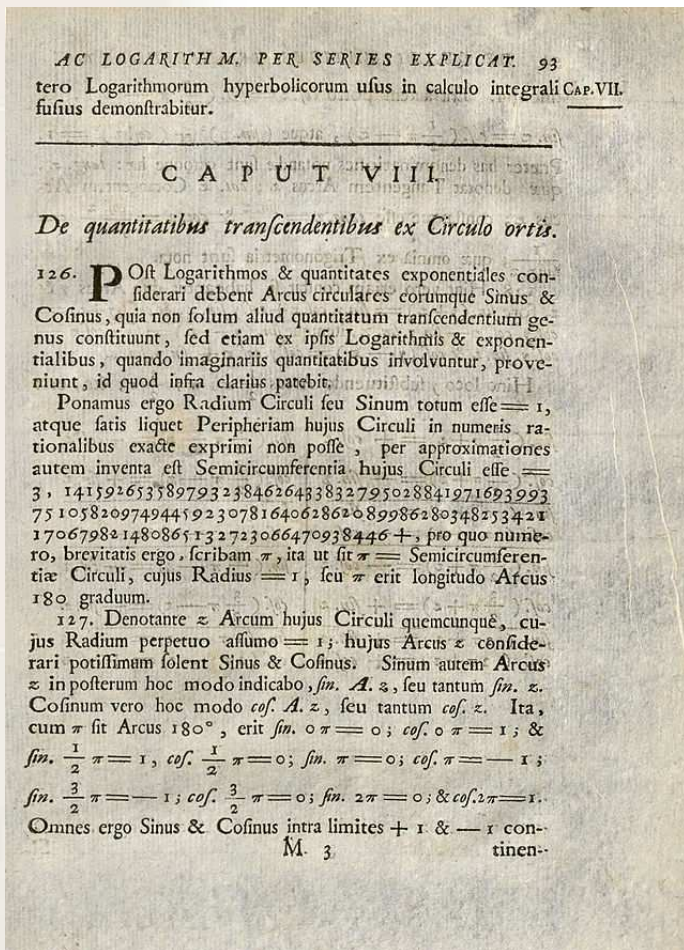 AC LOGARITHM. PER SERIES EXPLICAT. 93
tero Logarithmorum hyperbolicorum uſus in calculo integrali CAP.VII.
fuſius demonſtrabitur.
CAPUT VIII.
De quantitatibus tranſcendentibus ex Circulo ortis.
126. POſt Logarithmos & quantitates exponentiales con-
ſiderari debent Arcus circulares eorumque Sinus &
Coſinus, quia non ſolum aliud quantitatum tranſcendentium ge-
nus conſtituunt, ſed etiam ex ipſis Logarithmis & exponen-
tialibus, quando imaginariis quantitatibus involvuntur, prove-
niunt, id quod infra clarius patebit.
Ponamus ergo Radium Circuli ſeu Sinum totum eſſe = 1,
atque ſatis liquet Peripheriam hujus Circuli in numeris ra-
tionalibus exacte exprimi non poſſe, per approximationes
autem inventa eſt Semicircumferentia hujus Circuli eſſe =
3, 1415926535897932384626433832795028841971693993
751058209749445923078164062862089986280348253421
170679821480865132723066470938446 +, pro quo nume-
ro, brevitatis ergo, ſcribam π, ita ut ſit π = Semicircumferen-
tiæ Circuli, cujus Radius = 1, ſeu π erit longitudo Arcus
180 graduum.
127. Denotante z Arcum hujus Circuli quemcunque, cu-
jus Radium perpetuo aſſumo = 1; hujus Arcus z conſide-
rari potiſſimum ſolent Sinus & Coſinus. Sinum autem Arcus
z in poſterum hoc modo indicabo, ſin. A. z, ſeu tantum ſin. z.
Coſinum vero hoc modo coſ. A. z, ſeu tantum coſ. z. Ita,
cum π ſit Arcus 180°, erit ſin. 0 π = 0; coſ. 0 π = 1; &
ſin. 1/2 π = 1, coſ. 1/2 π = 0; ſin. π = 0; coſ. π = — 1;
ſin. 3/2 π = — 1; coſ. 3/2 π = 0; ſin. 2π = 0; & coſ. 2π = 1.
Omnes ergo Sinus & Coſinus intra limites + 1 & — 1 con-
M 3 tinen-